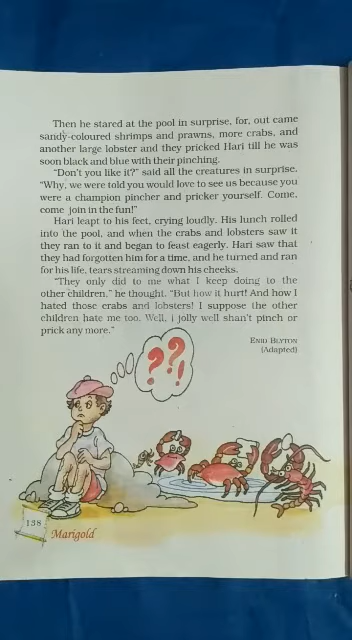 Then he stared at the pool in surprise, for, out came
sandy-coloured shrimps and prawns, more crabs, and
another large lobster and they pricked Hari till he was
soon black and blue with their pinching.
“Don't you like it?” said all the creatures in surprise.
“Why, we were told you would love to see us because you
were a champion pincher and pricker yourself. Come,
come join in the fun!”
Hari leapt to his feet, crying loudly. His lunch rolled
into the pool, and when the crabs and lobsters saw it
they ran to it and began to feast eagerly. Hari saw that
they had forgotten him for a time, and he turned and ran
for his life, tears streaming down his cheeks.
“They only did to me what I keep doing to the
other children,” he thought. “But how it hurt! And how I
hated those crabs and lobsters! I suppose the other
children hate me too. Well, i jolly well shan't pinch or
prick any more.”
ENID BLYTON
(Adapted)
??!
138
Marigold